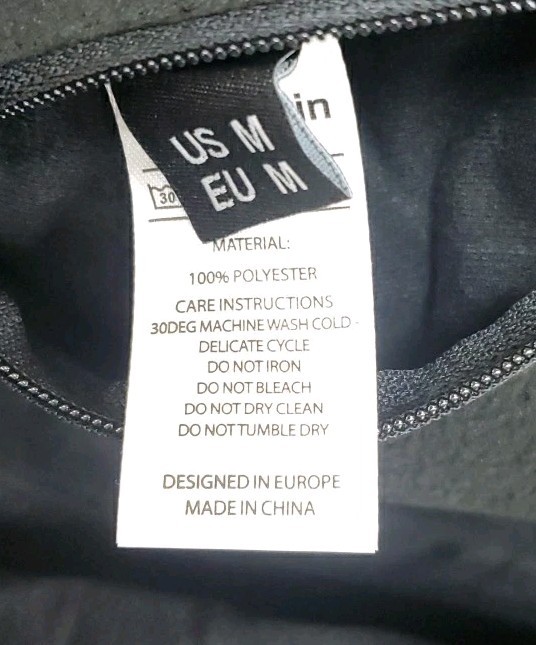 in
US M
EU M
30
MATERIAL:
100% POLYESTER
CARE INSTRUCTIONS
30DEG MACHINE WASH COLD -
DELICATE CYCLE
DO NOT IRON
DO NOT BLEACH
DO NOT DRY CLEAN
DO NOT TUMBLE DRY
DESIGNED IN EUROPE
MADE IN CHINA